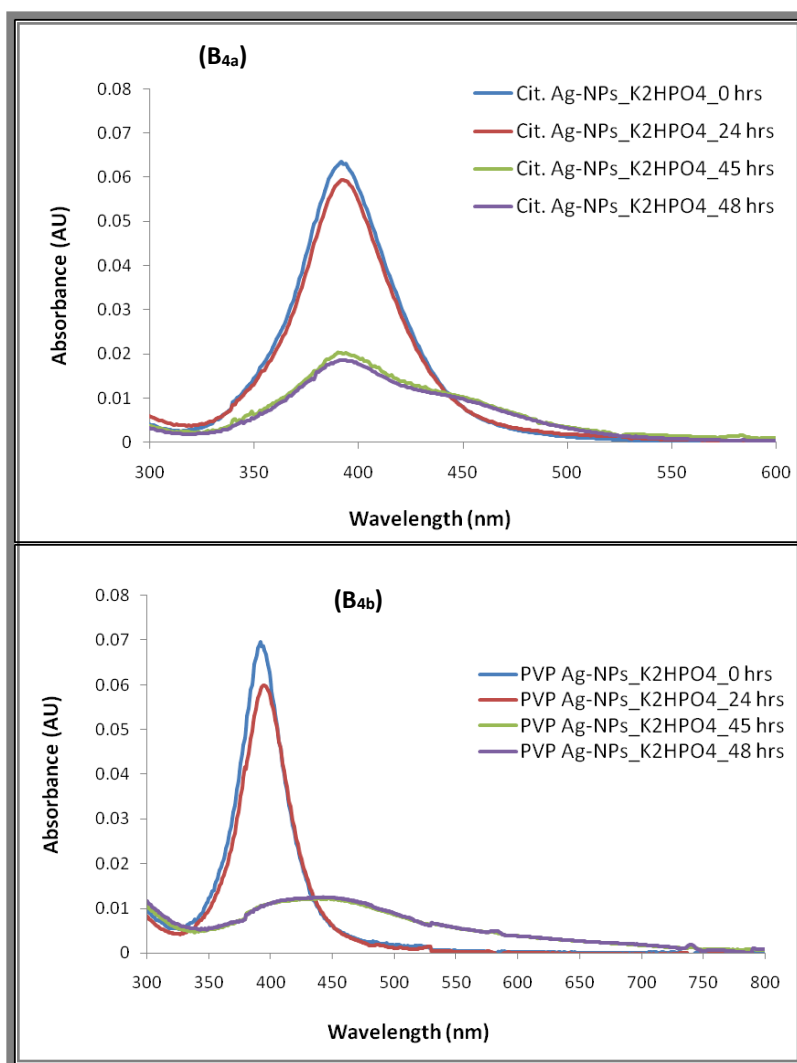 (B4a)
0.08
0.07
0.06
0.05
0.04
0.03
0.02
0.01
0
Absorbance (AU)
Cit. Ag-NPs_K2HPO4_0 hrs
Cit. Ag-NPs_K2HPO4_24 hrs
Cit. Ag-NPs_K2HPO4_45 hrs
Cit. Ag-NPs_K2HPO4_48 hrs
300 350 400 450 500 550 600
Wavelength (nm)
(B4b)
0.08
0.07
0.06
0.05
0.04
0.03
0.02
0.01
0
Absorbance (AU)
PVP Ag-NPs_K2HPO4_0 hrs
PVP Ag-NPs_K2HPO4_24 hrs
PVP Ag-NPs_K2HPO4_45 hrs
PVP Ag-NPs_K2HPO4_48 hrs
300 350 400 450 500 550 600 650 700 750 800
Wavelength (nm)